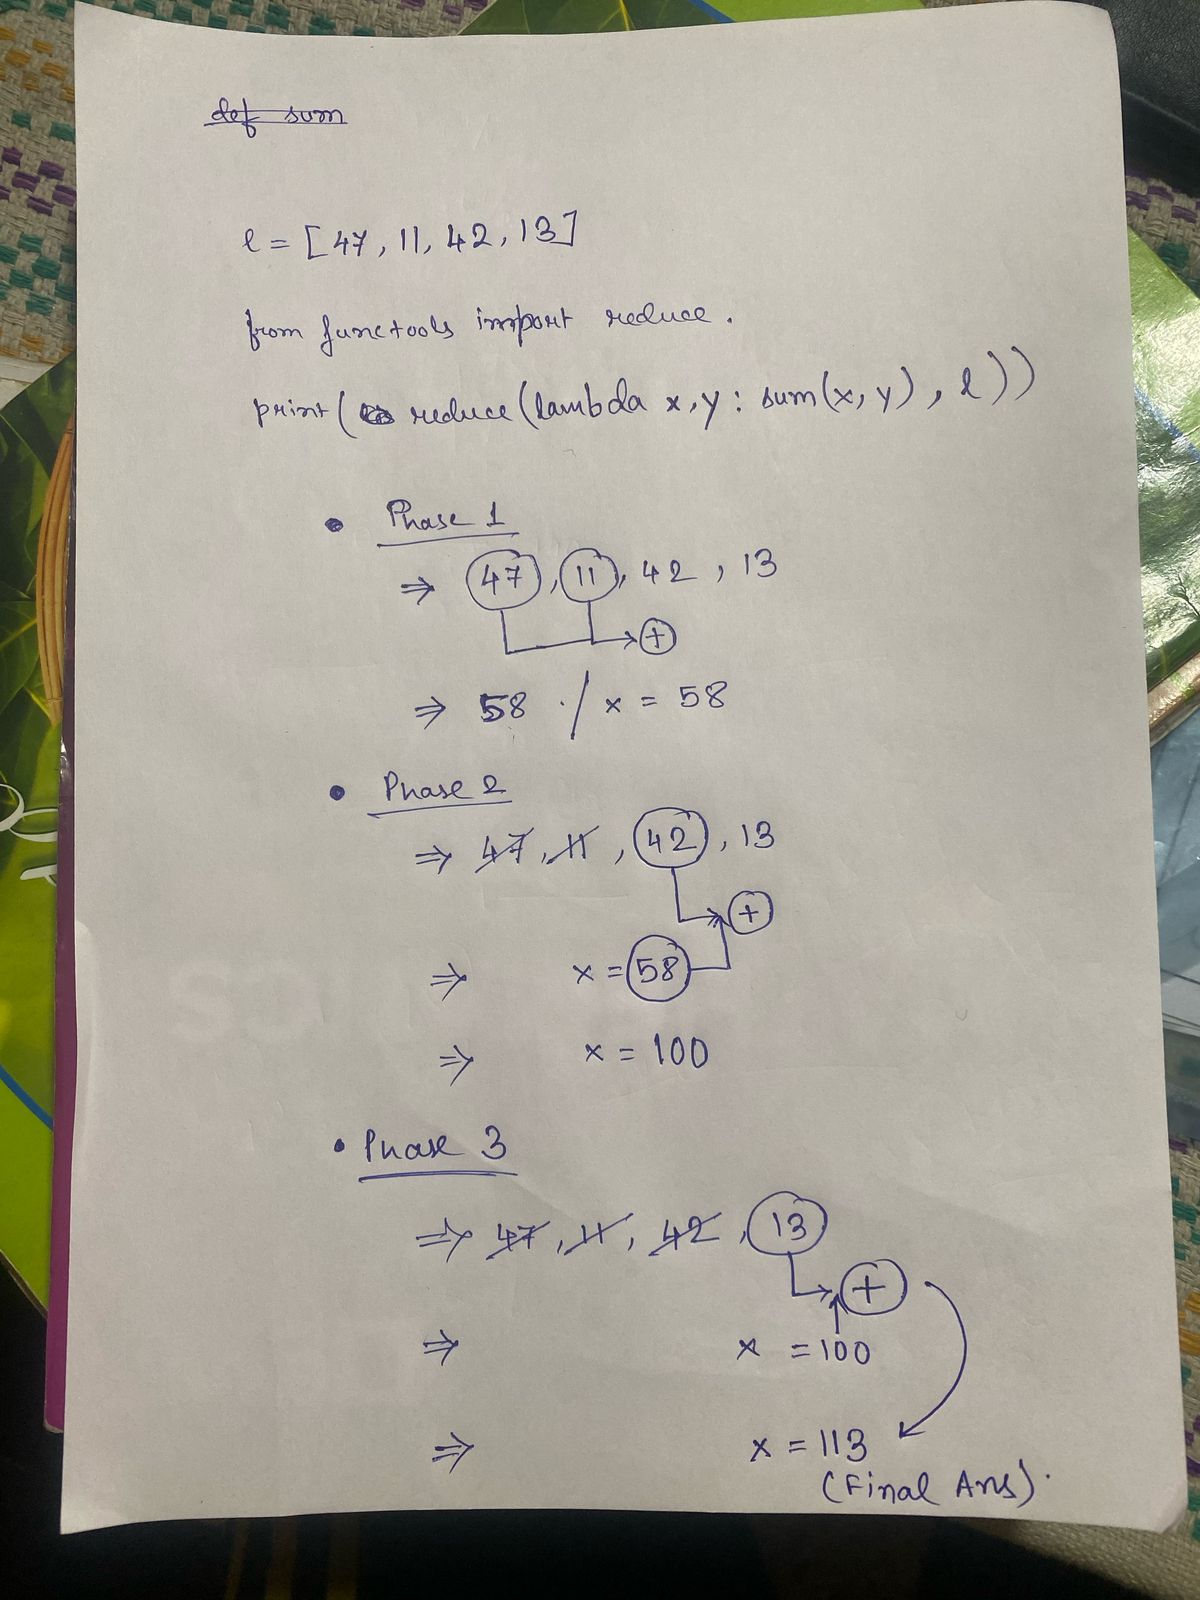 def sum
l = [47, 11, 42, 13]
from functools import reduce.
print( reduce(lambda x,y : sum(x, y) , l))
• Phase 1
⇒ 47, 11, 42, 13
+
⇒ 58 ./ x = 58
• Phase 2
⇒ 47, 11, 42, 13
+
⇒ x = 58
⇒ x = 100
• Phase 3
⇒ 47, 11, 42, 13
+
⇒ x = 100
⇒ x = 113
(Final Ans).